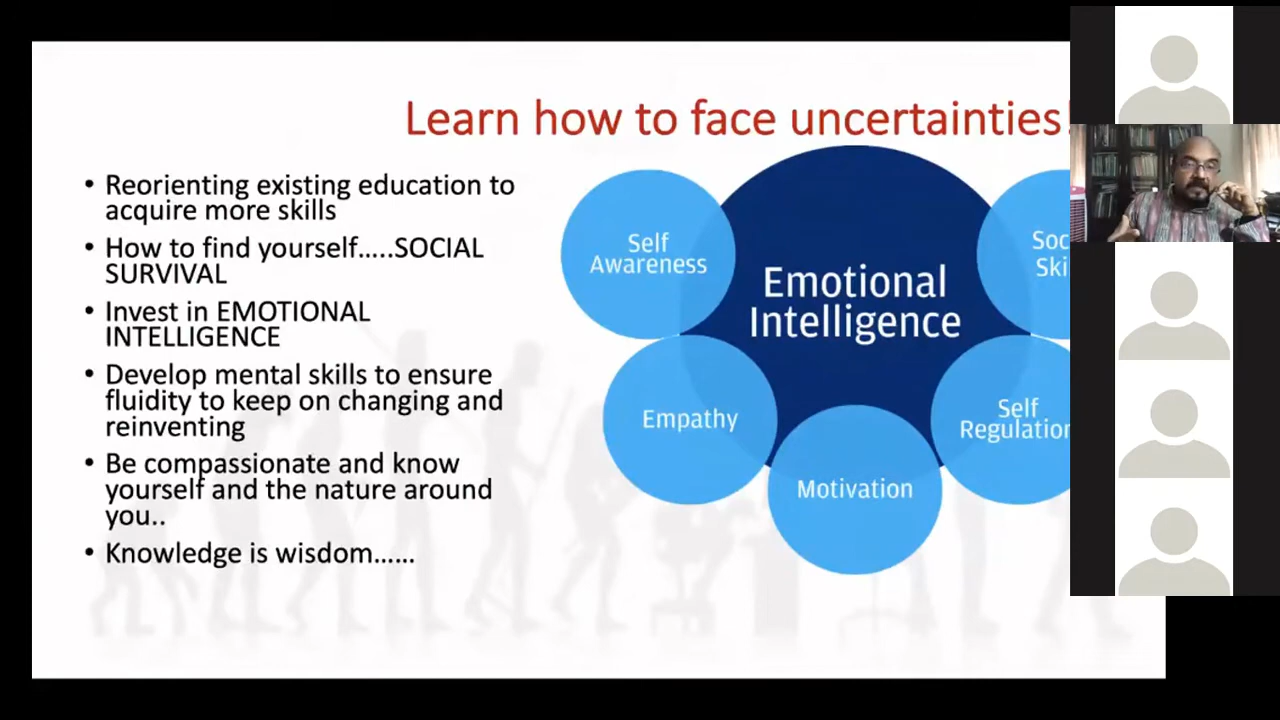 Learn how to face uncertainties!
• Reorienting existing education to
acquire more skills
• How to find yourself…..SOCIAL
SURVIVAL
• Invest in EMOTIONAL
INTELLIGENCE
• Develop mental skills to ensure
fluidity to keep on changing and
reinventing
• Be compassionate and know
yourself and the nature around
you..
• Knowledge is wisdom……
Self
Awareness
Emotional
Intelligence
Empathy
Motivation
Self